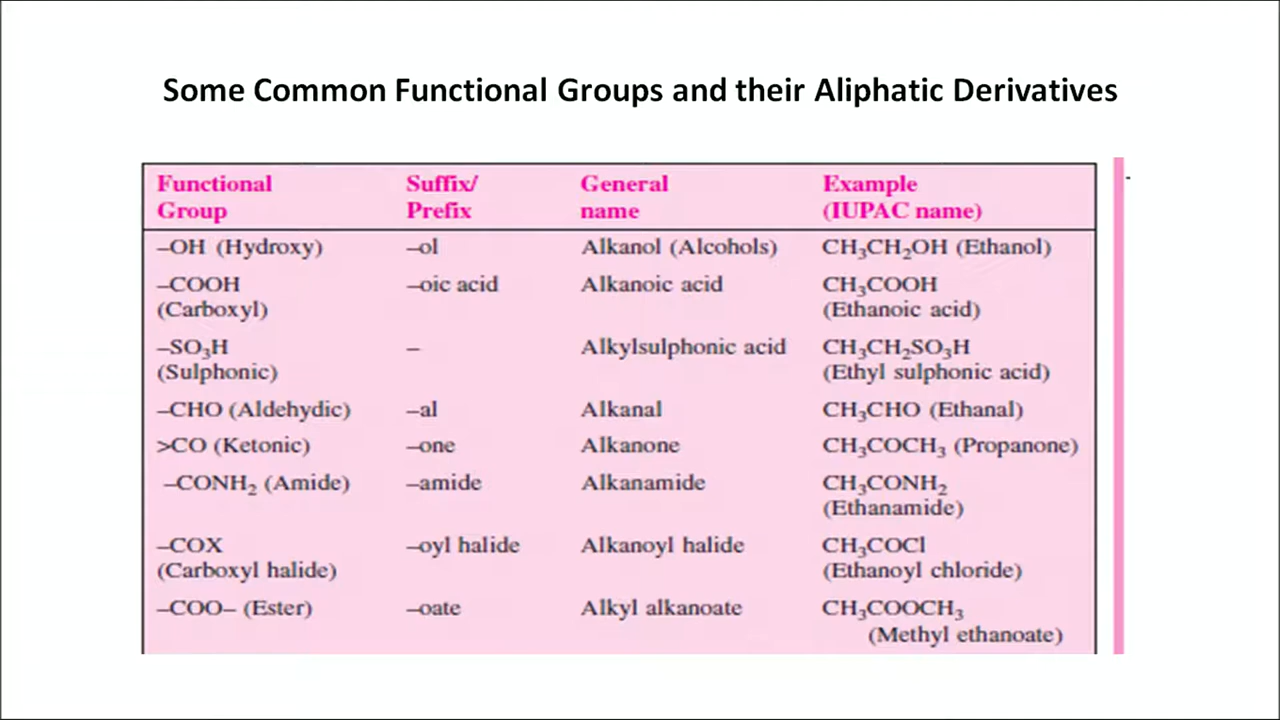 Some Common Functional Groups and their Aliphatic Derivatives
Functional Group Suffix/ Prefix General name Example (IUPAC name)
–OH (Hydroxy) –ol Alkanol (Alcohols) CH₃CH₂OH (Ethanol)
–COOH –oic acid Alkanoic acid CH₃COOH
(Carboxyl) (Ethanoic acid)
–SO₃H – Alkylsulphonic acid CH₃CH₂SO₃H
(Sulphonic) (Ethyl sulphonic acid)
–CHO (Aldehydic) –al Alkanal CH₃CHO (Ethanal)
>CO (Ketonic) –one Alkanone CH₃COCH₃ (Propanone)
–CONH₂ (Amide) –amide Alkanamide CH₃CONH₂
(Ethanamide)
–COX –oyl halide Alkanoyl halide CH₃COCl
(Carboxyl halide) (Ethanoyl chloride)
–COO– (Ester) –oate Alkyl alkanoate CH₃COOCH₃
(Methyl ethanoate)